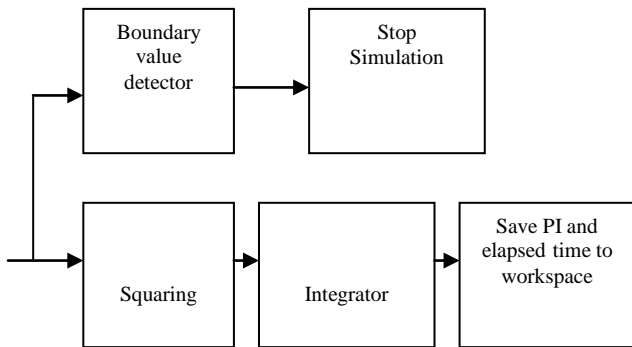 Boundary
value
detector
Stop
Simulation
Squaring
Integrator
Save PI and
elapsed time to
workspace